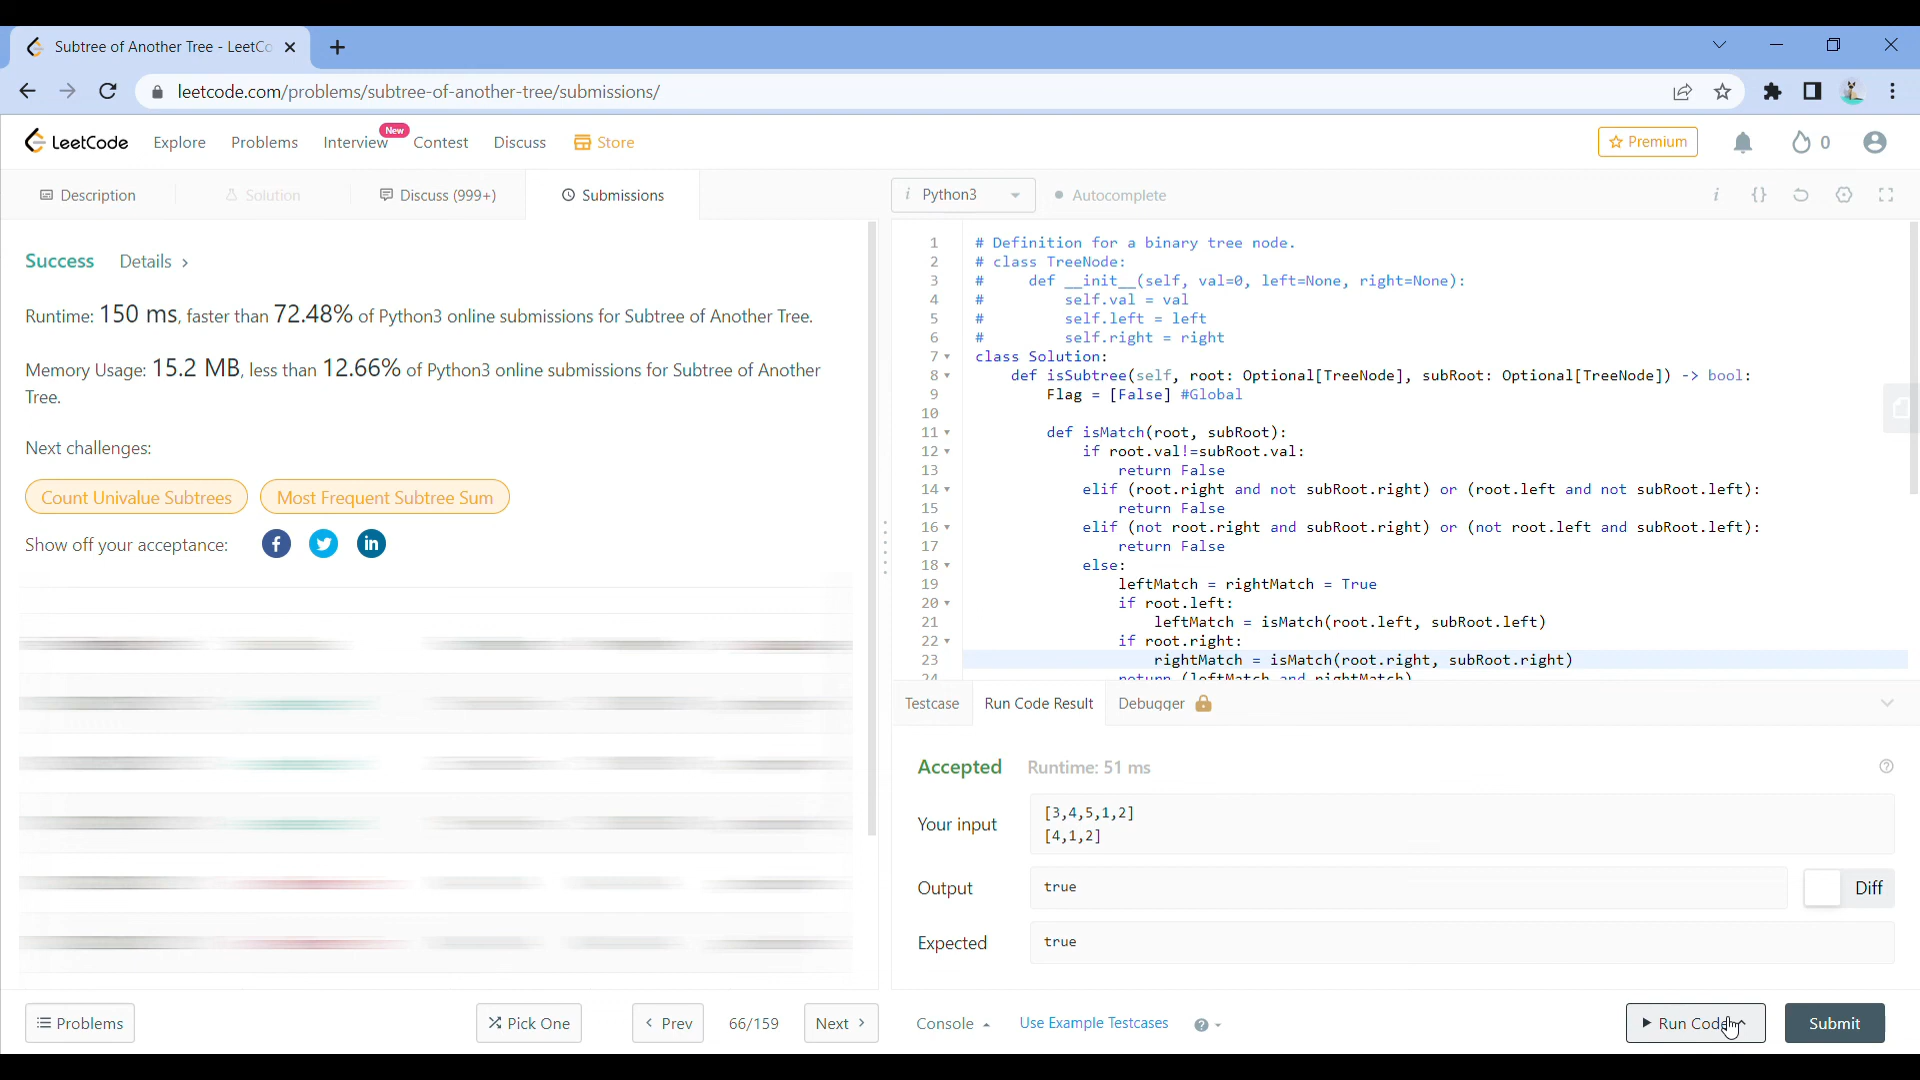 Subtree of Another Tree - LeetCo
leetcode.com/problems/subtree-of-another-tree/submissions/
LeetCode Explore Problems Interview New Contest Discuss Store Premium 0
Description Solution Discuss (999+) Submissions
i Python3 Autocomplete i {}
Success Details >
Runtime: 150 ms, faster than 72.48% of Python3 online submissions for Subtree of Another Tree.
Memory Usage: 15.2 MB, less than 12.66% of Python3 online submissions for Subtree of Another
Tree.
Next challenges:
Count Univalue Subtrees Most Frequent Subtree Sum
Show off your acceptance:
1 # Definition for a binary tree node.
2 # class TreeNode:
3 #     def __init__(self, val=0, left=None, right=None):
4 #         self.val = val
5 #         self.left = left
6 #         self.right = right
7 class Solution:
8     def isSubtree(self, root: Optional[TreeNode], subRoot: Optional[TreeNode]) -> bool:
9         Flag = [False] #Global
10
11         def isMatch(root, subRoot):
12             if root.val!=subRoot.val:
13                 return False
14             elif (root.right and not subRoot.right) or (root.left and not subRoot.left):
15                 return False
16             elif (not root.right and subRoot.right) or (not root.left and subRoot.left):
17                 return False
18             else:
19                 leftMatch = rightMatch = True
20                 if root.left:
21                     leftMatch = isMatch(root.left, subRoot.left)
22                 if root.right:
23                     rightMatch = isMatch(root.right, subRoot.right)
24                 return (leftMatch and rightMatch)
Testcase Run Code Result Debugger
Accepted Runtime: 51 ms
Your input
[3,4,5,1,2]
[4,1,2]
Output true Diff
Expected true
Problems Pick One < Prev 66/159 Next > Console Use Example Testcases Run Code Submit